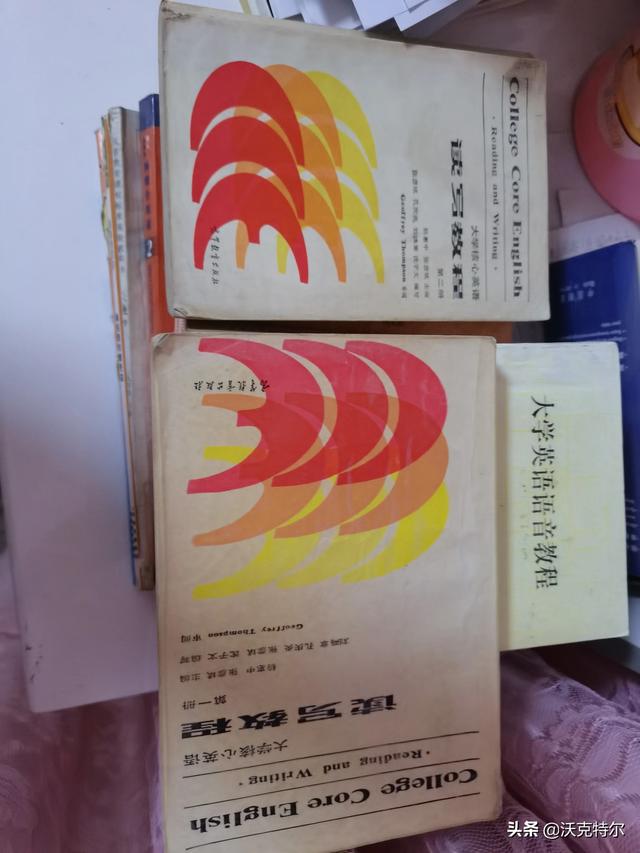 College Core English
· Reading and Writing ·
大学核心英语
读写教程
第二册
Geoffrey Thompson 审阅
高等教育出版社
College Core English
· Reading and Writing ·
大学核心英语
读写教程
第一册
Geoffrey Thompson 审阅
高等教育出版社
大学英语语音教程
头条 @沃克特尔